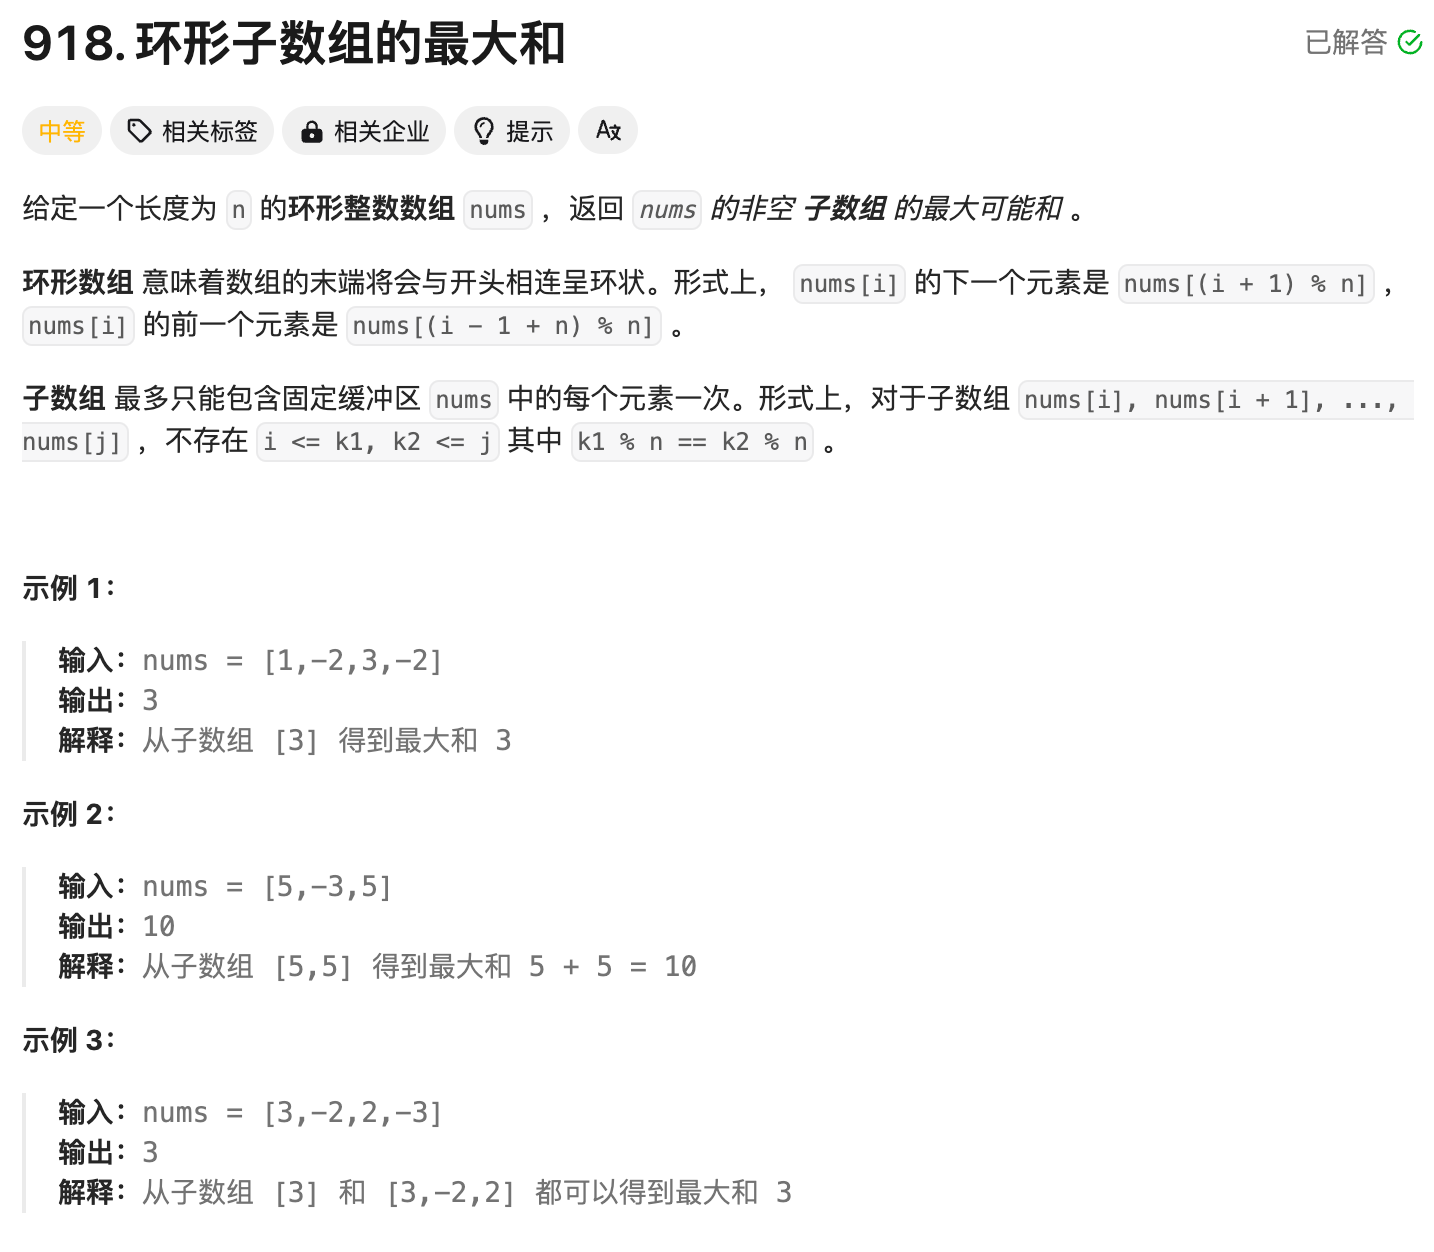 918. 环形子数组的最大和
已解答
中等 相关标签 相关企业 提示 A文
给定一个长度为 n 的环形整数数组 nums ，返回 nums 的非空 子数组 的最大可能和 。
环形数组 意味着数组的末端将会与开头相连呈环状。形式上， nums[i] 的下一个元素是 nums[(i + 1) % n] ，
nums[i] 的前一个元素是 nums[(i - 1 + n) % n] 。
子数组 最多只能包含固定缓冲区 nums 中的每个元素一次。形式上，对于子数组 nums[i], nums[i + 1], ...,
nums[j] ，不存在 i <= k1, k2 <= j 其中 k1 % n == k2 % n 。
示例 1：
输入：nums = [1,-2,3,-2]
输出：3
解释：从子数组 [3] 得到最大和 3
示例 2：
输入：nums = [5,-3,5]
输出：10
解释：从子数组 [5,5] 得到最大和 5 + 5 = 10
示例 3：
输入：nums = [3,-2,2,-3]
输出：3
解释：从子数组 [3] 和 [3,-2,2] 都可以得到最大和 3